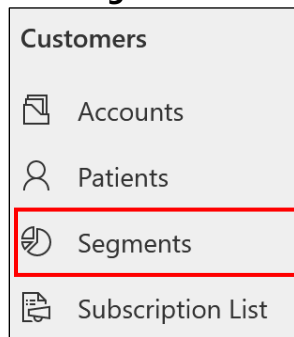 Customers
Accounts
Patients
Segments
Subscription List